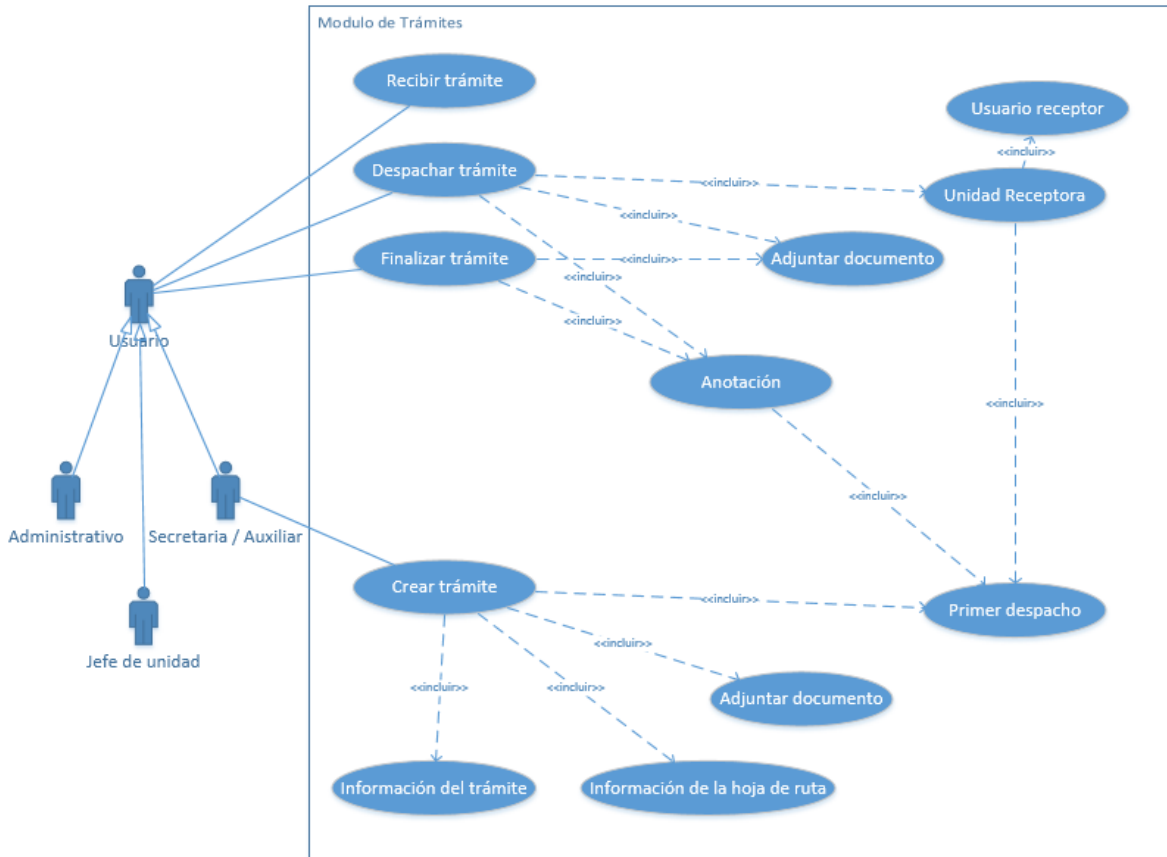 Modulo de Trámites
Recibir trámite
Usuario receptor
<<incluir>>
Despachar trámite
<<incluir>>
Unidad Receptora
<<incluir>>
Finalizar trámite
<<incluir>>
Adjuntar documento
<<incluir>>
<<incluir>>
Usuario
Anotación
<<incluir>>
<<incluir>>
Administrativo
Secretaria / Auxiliar
Crear trámite
<<incluir>>
Primer despacho
<<incluir>>
Jefe de unidad
<<incluir>>
<<incluir>>
Adjuntar documento
Información del trámite
Información de la hoja de ruta